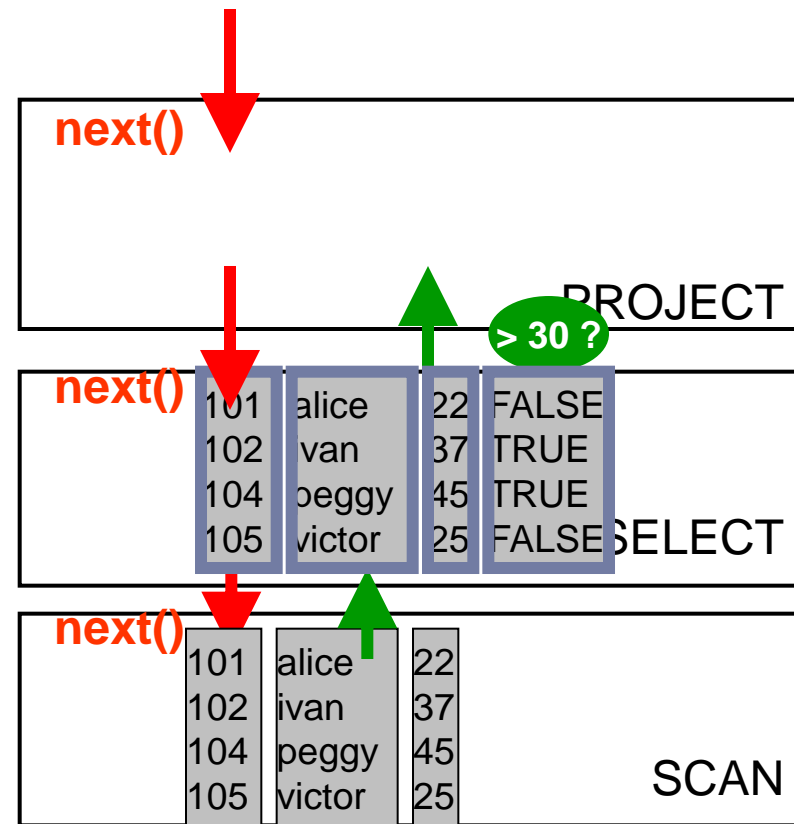 next()
PROJECT
> 30 ?
next()
101 alice 22 FALSE
102 ivan 37 TRUE
104 peggy 45 TRUE
105 victor 25 FALSE
SELECT
next()
101 alice 22
102 ivan 37
104 peggy 45
105 victor 25
SCAN